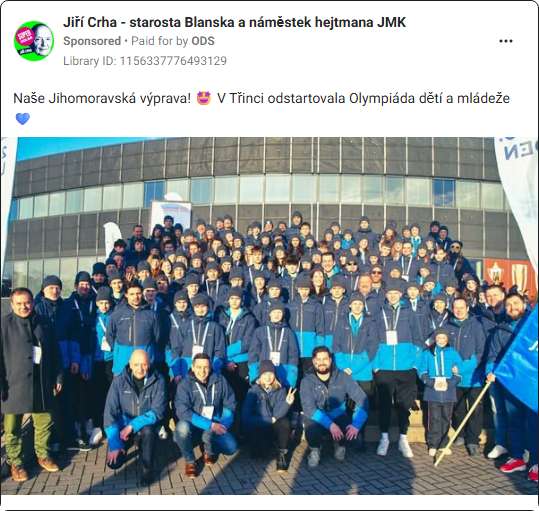 Jiří Crha - starosta Blanska a náměstek hejtmana JMK
Sponsored • Paid for by ODS
Library ID: 1156337776493129
Naše Jihomoravská výprava! 🤩 V Třinci odstartovala Olympiáda dětí a mládeže
💙